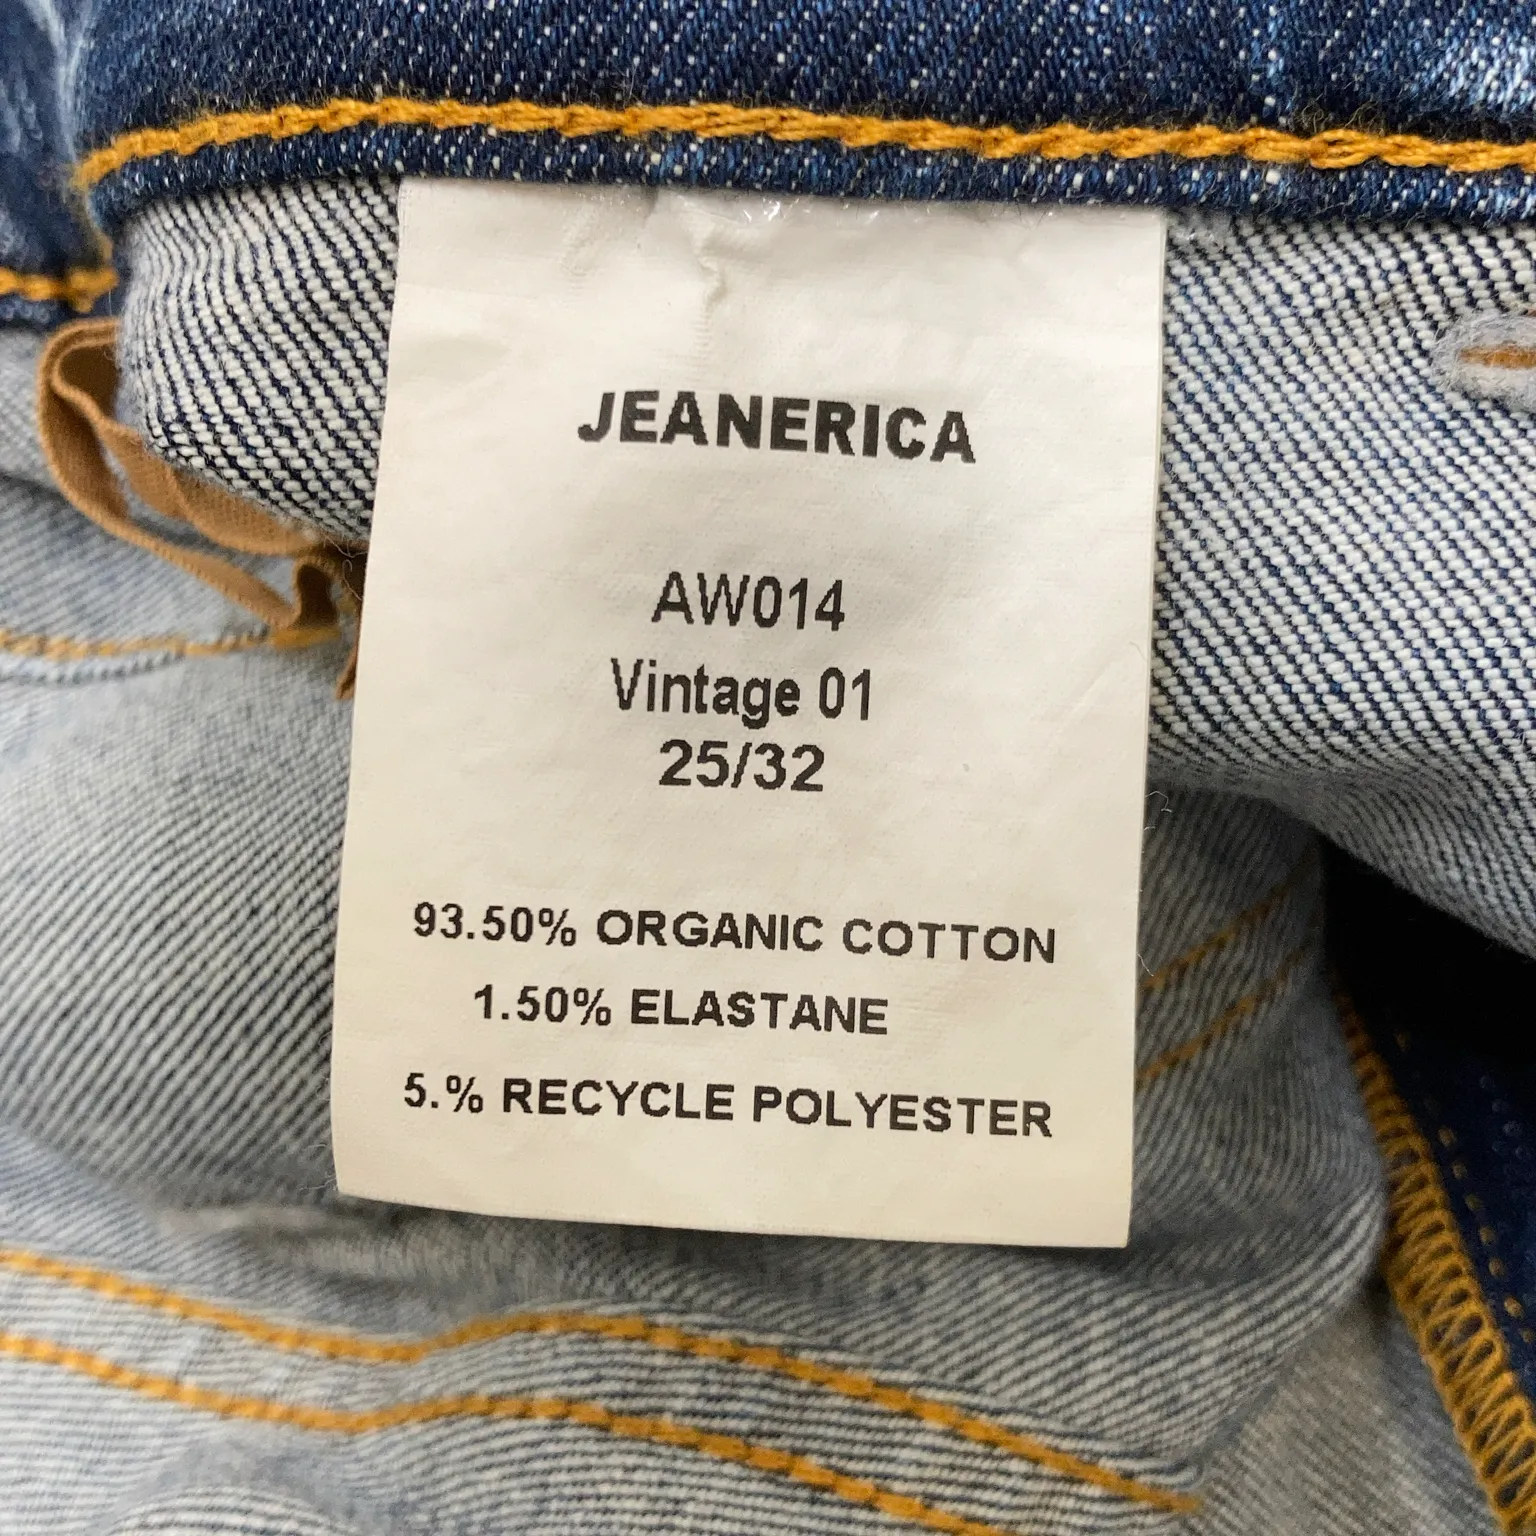 JEANERICA
AW014
Vintage 01
25/32
93.50% ORGANIC COTTON
1.50% ELASTANE
5.% RECYCLE POLYESTER